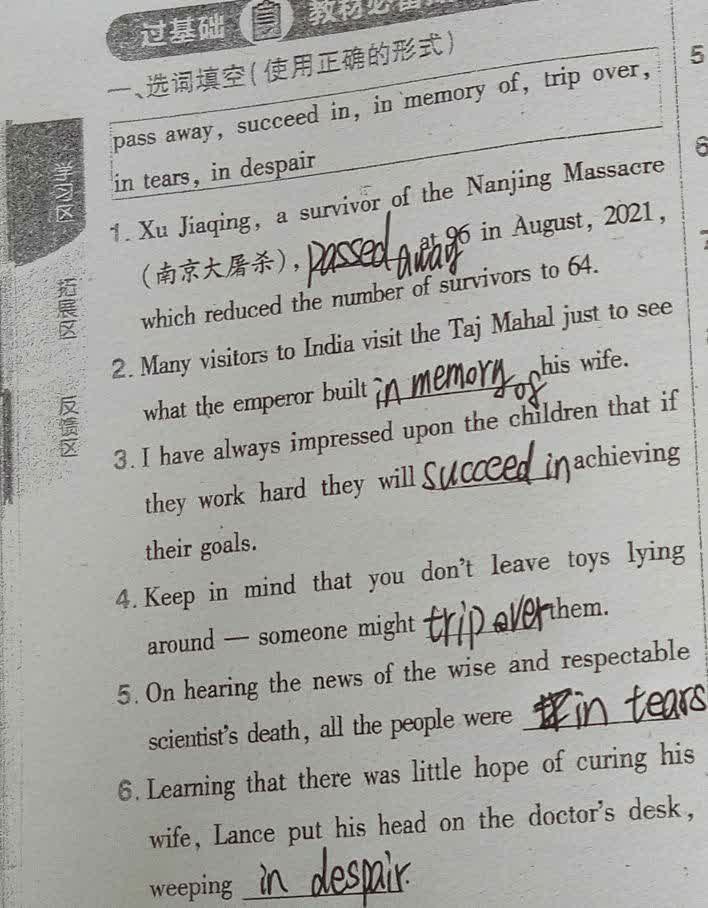 过基础 教材必备
一、选词填空(使用正确的形式)
pass away, succeed in, in memory of, trip over,
in tears, in despair
1. Xu Jiaqing, a survivor of the Nanjing Massacre
(南京大屠杀), passed away at 96 in August, 2021,
which reduced the number of survivors to 64.
2. Many visitors to India visit the Taj Mahal just to see
what the emperor built in memory of his wife.
3. I have always impressed upon the children that if
they work hard they will succeed in achieving
their goals.
4. Keep in mind that you don't leave toys lying
around — someone might trip over them.
5. On hearing the news of the wise and respectable
scientist's death, all the people were in tears
6. Learning that there was little hope of curing his
wife, Lance put his head on the doctor's desk,
weeping in despair.
学习区
拓展区
反馈区
5
6